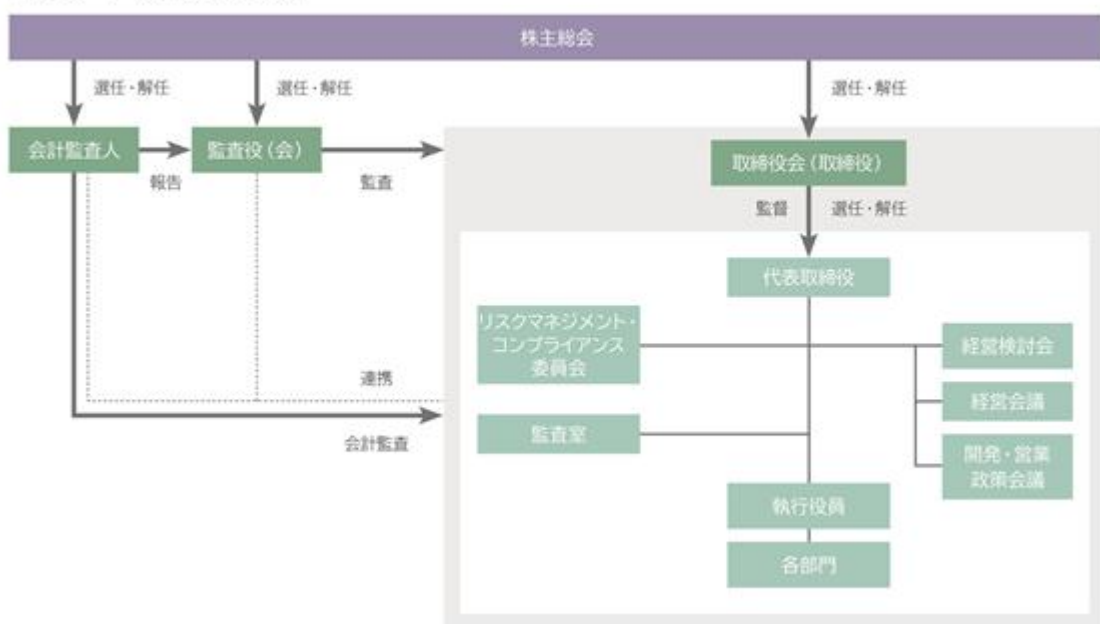 株主総会
選任・解任
選任・解任
選任・解任
会計監査人
監査役（会）
報告
監査
取締役会（取締役）
監督
選任・解任
代表取締役
リスクマネジメント・
コンプライアンス
委員会
経営検討会
連携
経営会議
会計監査
監査室
開発・営業
政策会議
執行役員
各部門